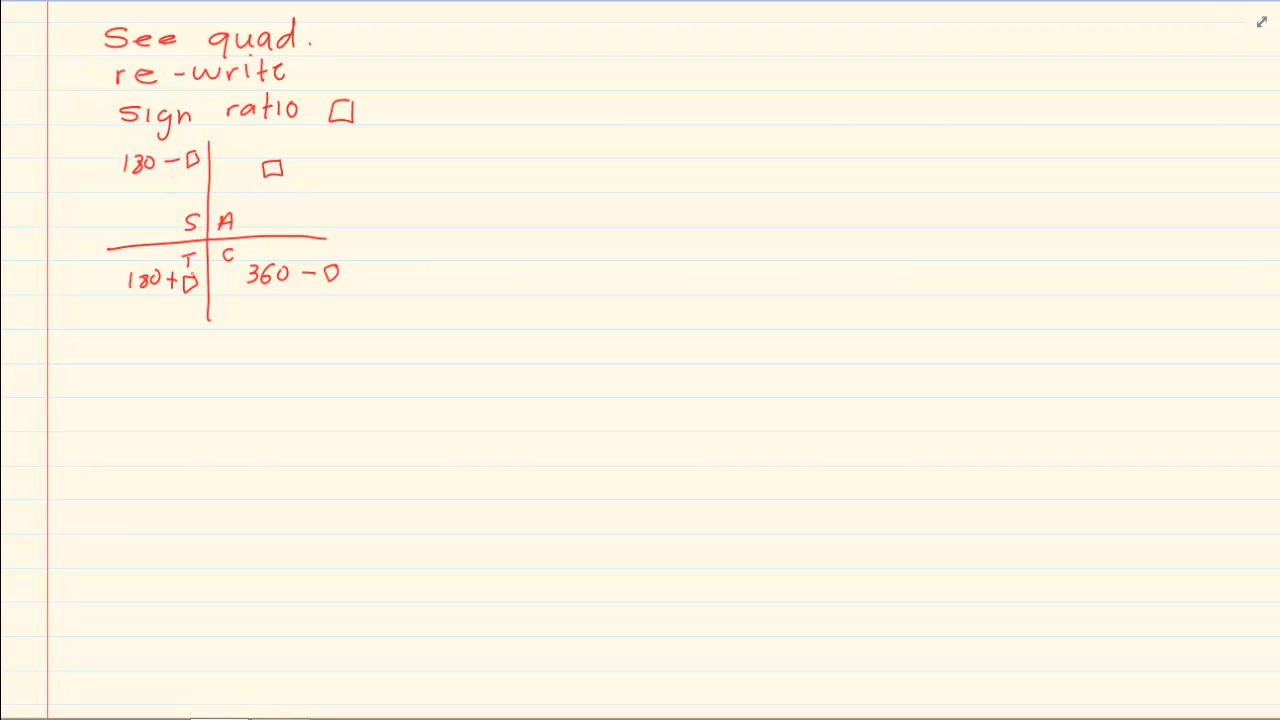 See quad.
re-write
sign ratio □
180 - □ □
S A
T C
180 + □ 360 - □